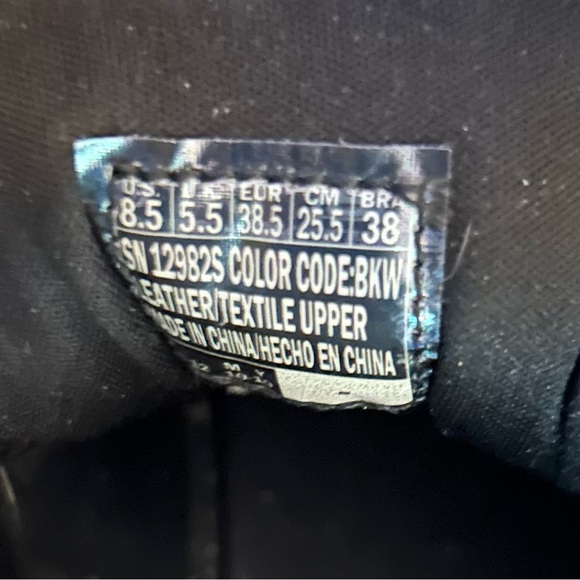 U.S. U.K. EUR CM BRA
8.5 5.5 38.5 25.5 38
SN 12982S COLOR CODE:BKW
LEATHER/TEXTILE UPPER
MADE IN CHINA/HECHO EN CHINA